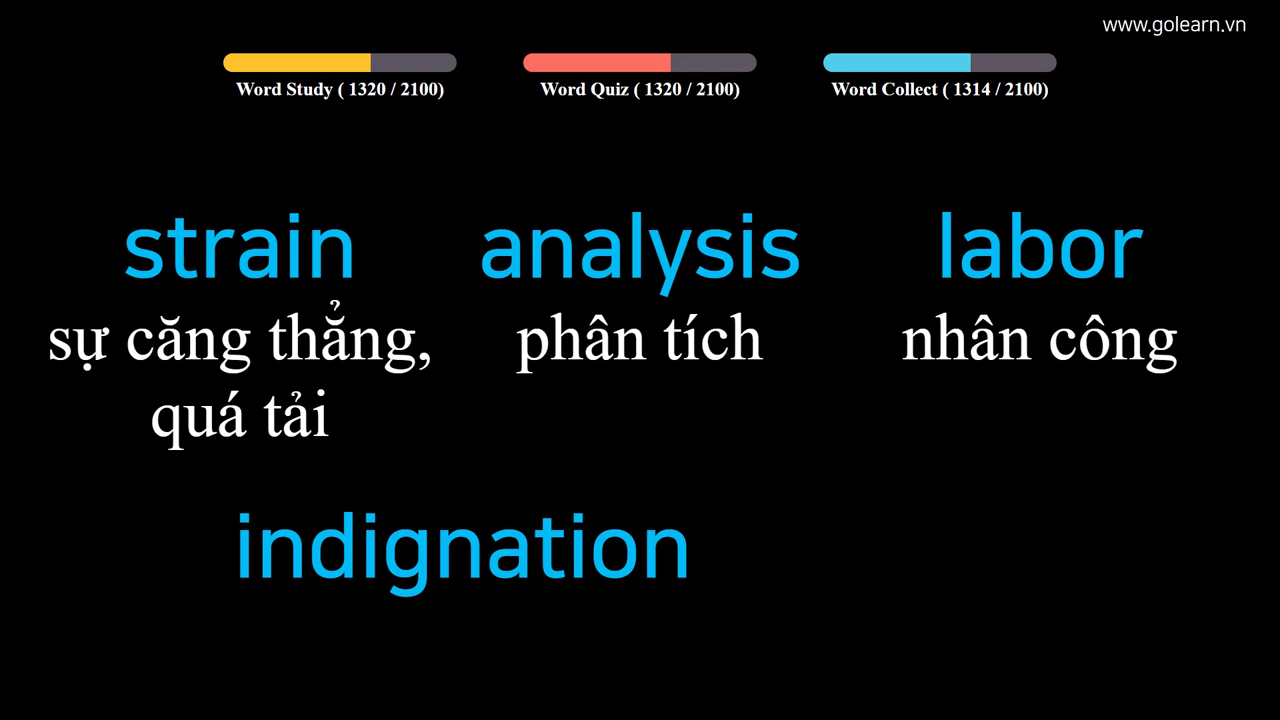 www.golearn.vn
Word Study ( 1320 / 2100) Word Quiz ( 1320 / 2100) Word Collect ( 1314 / 2100)
strain analysis labor
sự căng thẳng, phân tích nhân công
quá tải
indignation